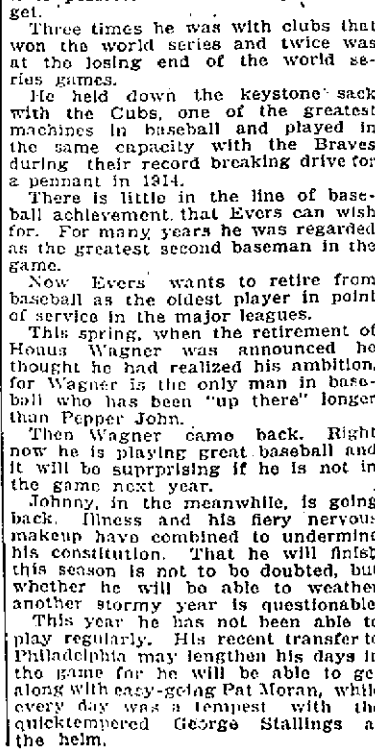 get.
Three times he was with clubs that
won the world series and twice was
at the losing end of the world se-
ries games.
He held down the keystone sack
with the Cubs, one of the greatest
machines in baseball and played in
the same capacity with the Braves
during their record breaking drive for
a pennant in 1914.
There is little in the line of base-
ball achievement that Evers can wish
for. For many years he was regarded
as the greatest second baseman in the
game.
Now Evers wants to retire from
baseball as the oldest player in point
of service in the major leagues.
This spring, when the retirement of
Honus Wagner was announced he
thought he had realized his ambition,
for Wagner is the only man in base-
ball who has been "up there" longer
than Pepper John.
Then Wagner came back. Right
now he is playing great baseball and
it will be suprprising if he is not in
the game next year.
Johnny, in the meanwhile, is going
back. Illness and his fiery nervous
makeup have combined to undermine
his constitution. That he will finish
this season is not to be doubted, but
whether he will be able to weather
another stormy year is questionable
This year he has not been able to
play regularly. His recent transfer to
Philadelphia may lengthen his days in
the game for he will be able to ge
along with easy-going Pat Moran, while
every day was a tempest with the
quicktempered George Stallings a
the helm.